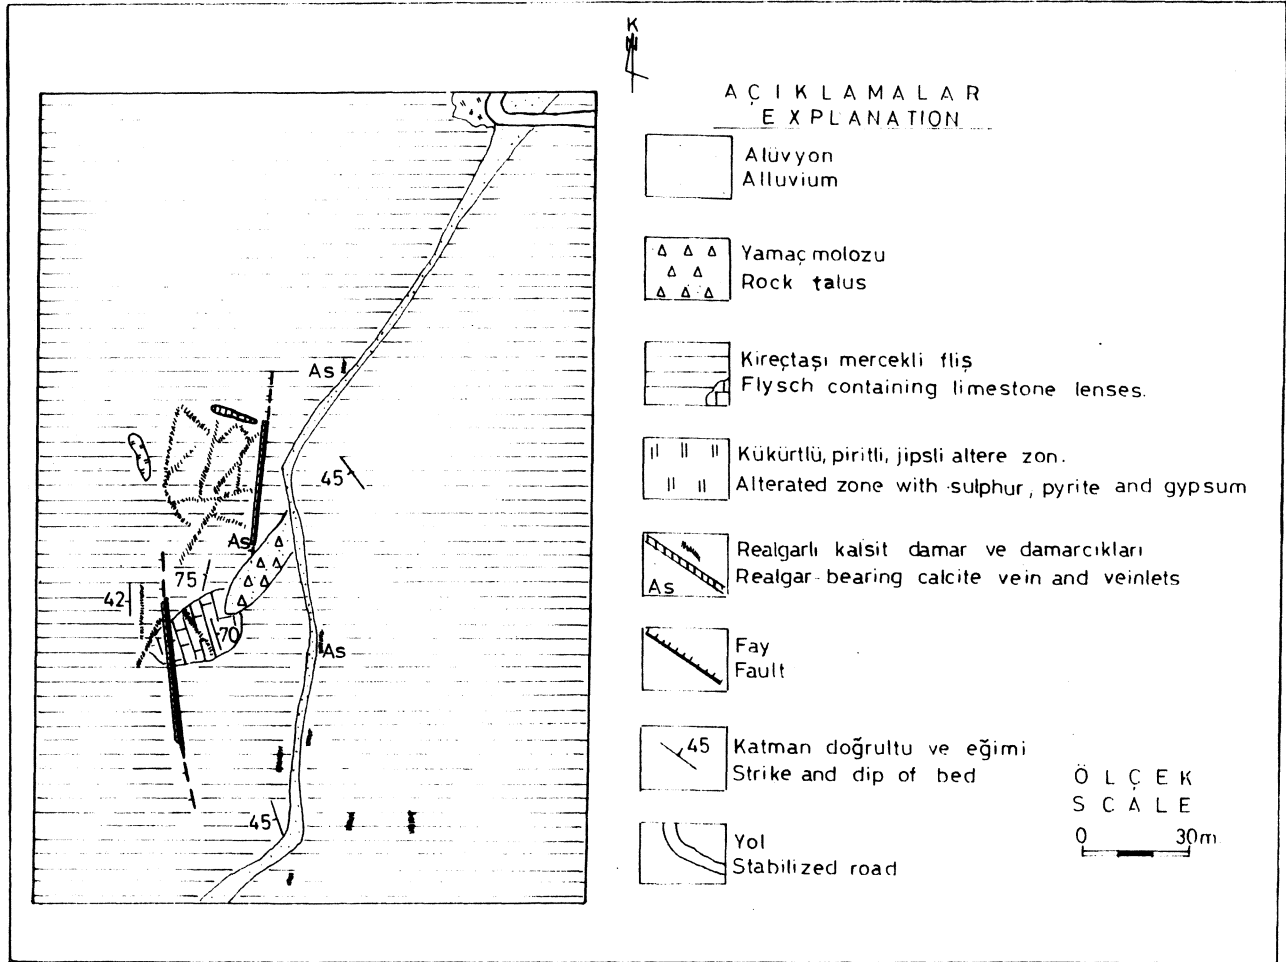 K
N
AÇIKLAMALAR
EXPLANATION
Alüvyon
Alluvium
Yamaç molozu
Rock talus
Kireçtaşı mercekli fliş
Flysch containing limestone lenses.
Kükürtlü, piritli, jipsli altere zon.
Alterated zone with sulphur, pyrite and gypsum
As
Realgarlı kalsit damar ve damarcıkları
Realgar-bearing calcite vein and veinlets
Fay
Fault
45
Katman doğrultu ve eğimi
Strike and dip of bed
Yol
Stabilized road
ÖLÇEK
SCALE
0 30m.
As
45
As
75
42
70
As
45